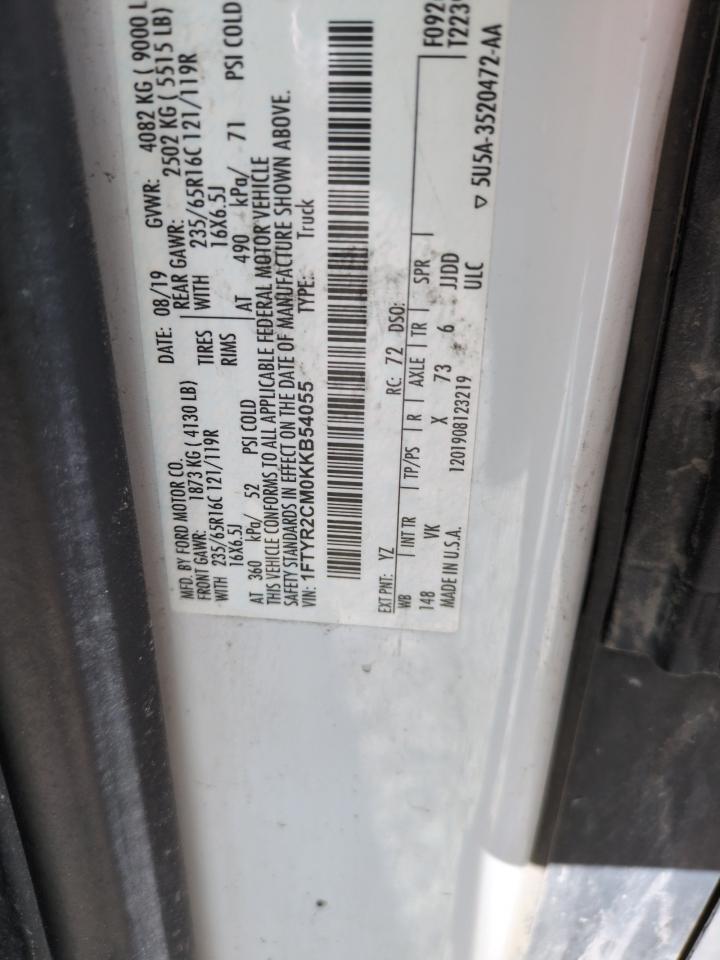 MFD. BY FORD MOTOR CO. DATE: 08/19 GVWR: 4082 KG ( 9000 L
FRONT GAWR: 1873 KG ( 4130 LB) REAR GAWR: 2502 KG ( 5515 LB)
WITH 235/65R16C 121/119R TIRES WITH 235/65R16C 121/119R
16X6.5J RIMS 16X6.5J
AT 360 kPa/ 52 PSI COLD AT 490 kPa/ 71 PSI COLD
THIS VEHICLE CONFORMS TO ALL APPLICABLE FEDERAL MOTOR VEHICLE
SAFETY STANDARDS IN EFFECT ON THE DATE OF MANUFACTURE SHOWN ABOVE.
VIN: 1FTYR2CM0KKB54055 TYPE: Truck
EXT PNT: YZ RC: 72 DSO: F092
WB INT TR TP/PS R AXLE TR SPR T223
148 VK X 73 6 JJDD
MADE IN U.S.A. 1201908123219 ULC ▽ 5U5A-3520472-AA